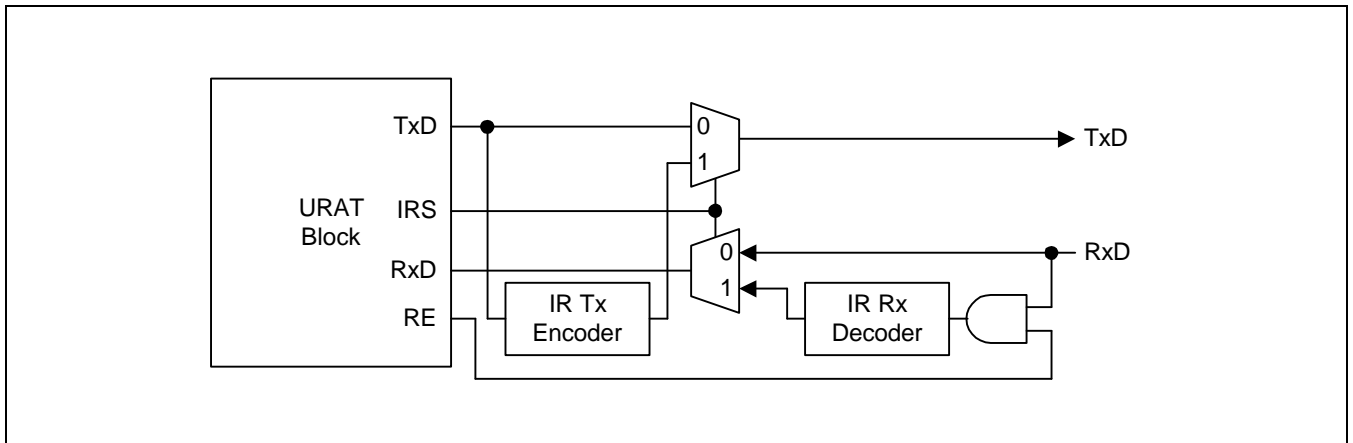 TxD
IRS
RxD
RE
URAT
Block
0
1
TxD
0
1
RxD
IR Tx
Encoder
IR Rx
Decoder